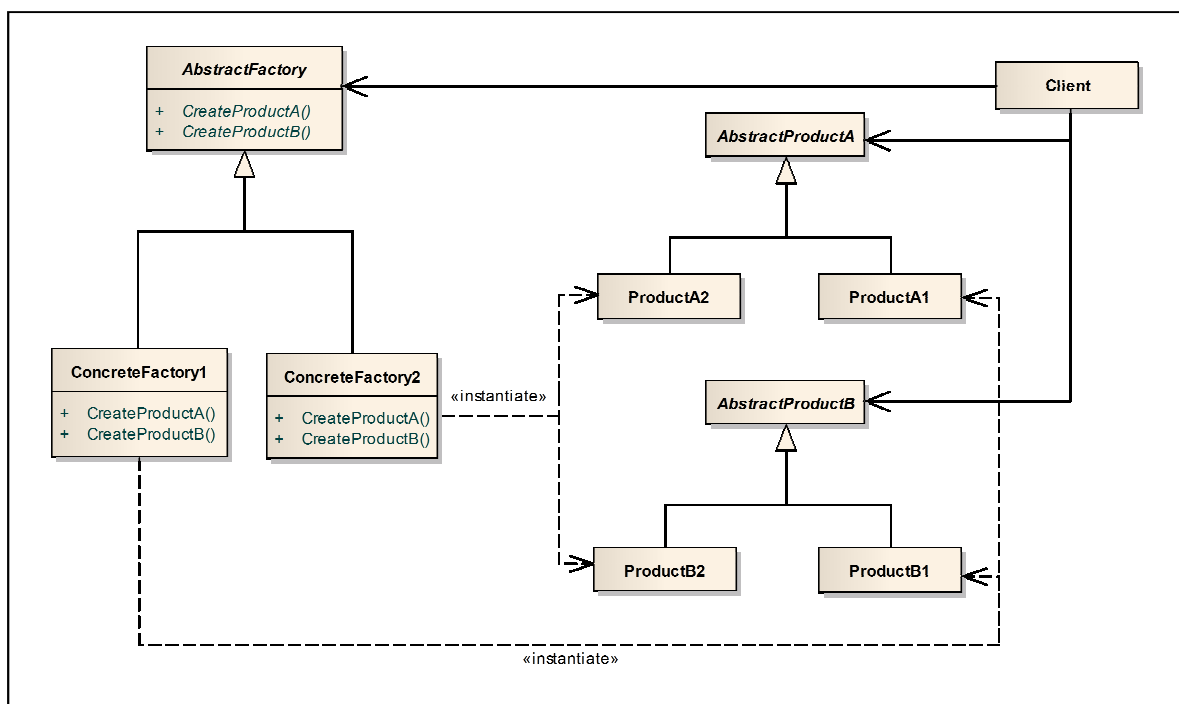 AbstractFactory
+ CreateProductA()
+ CreateProductB()
Client
AbstractProductA
ProductA2
ProductA1
ConcreteFactory1
+ CreateProductA()
+ CreateProductB()
ConcreteFactory2
+ CreateProductA()
+ CreateProductB()
«instantiate»
AbstractProductB
ProductB2
ProductB1
«instantiate»